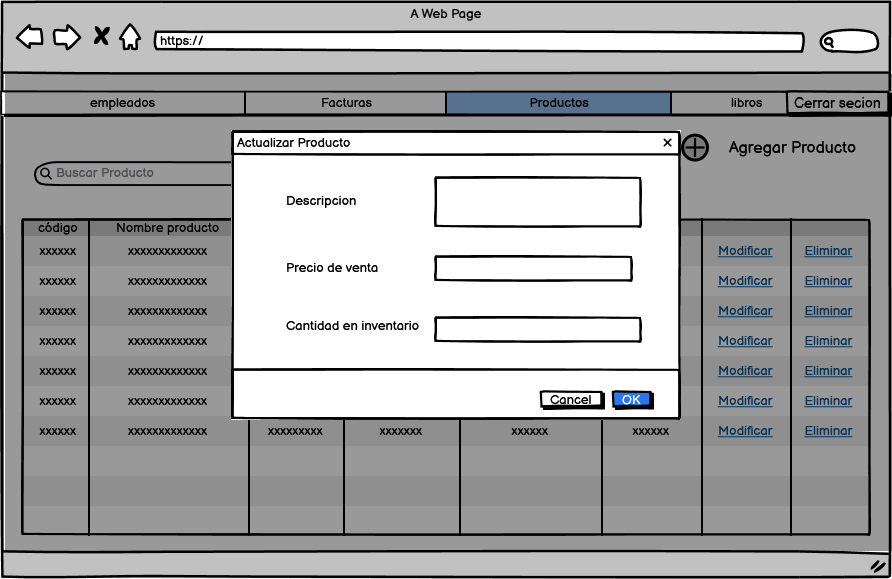 A Web Page
https://
empleados Facturas Productos libros Cerrar secion
Actualizar Producto
Agregar Producto
Buscar Producto
Descripcion
Precio de venta
Cantidad en inventario
Cancel OK
código Nombre producto
xxxxxx xxxxxxxxxxxxx Modificar Eliminar
xxxxxx xxxxxxxxxxxxx Modificar Eliminar
xxxxxx xxxxxxxxxxxxx Modificar Eliminar
xxxxxx xxxxxxxxxxxxx Modificar Eliminar
xxxxxx xxxxxxxxxxxxx Modificar Eliminar
xxxxxx xxxxxxxxxxxxx Modificar Eliminar
xxxxxx xxxxxxxxxxxxx xxxxxxxxx xxxxxxx xxxxxx xxxxxx Modificar Eliminar